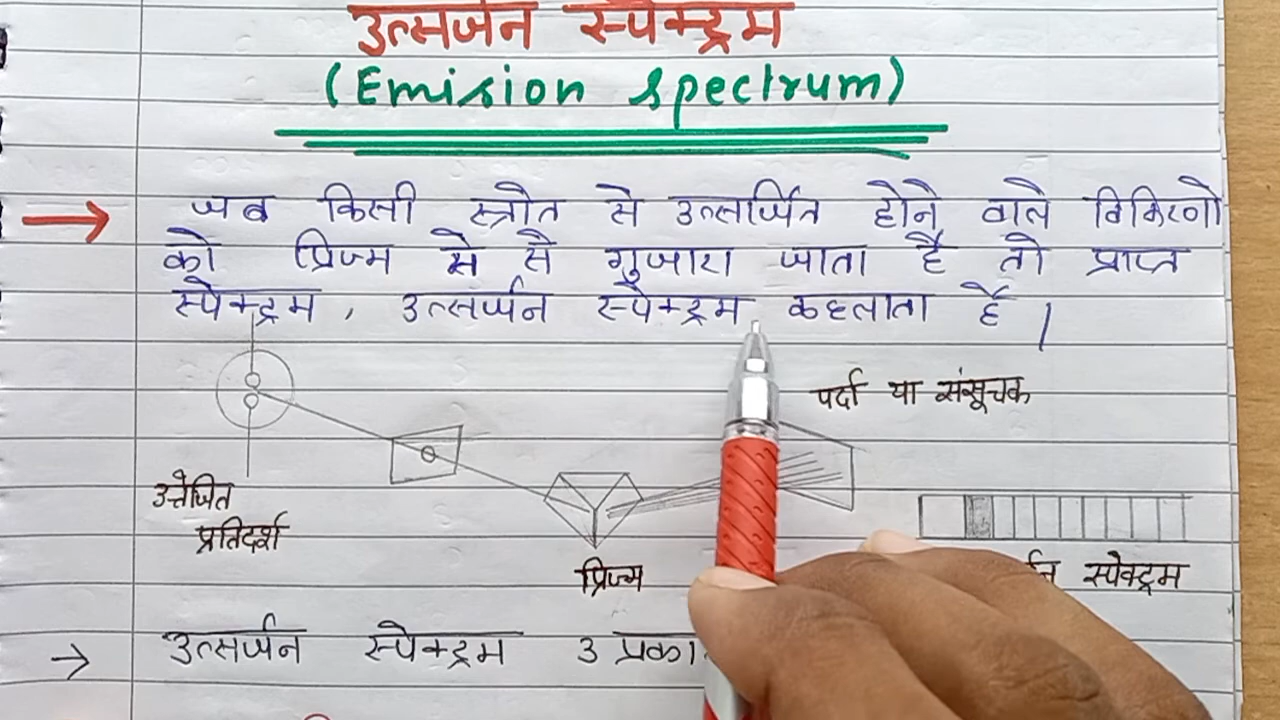 उत्सर्जन स्पेक्ट्रम
(Emision spectrum)
जब किसी स्त्रोत से उत्सर्जित होने वाले विकिरणो
को प्रिज्म से से गुजारा जाता है तो प्राप्त
स्पेक्ट्रम, उत्सर्जन स्पेक्ट्रम कहलाता है।
पर्दा या संसूचक
उत्तेजित
प्रतिदर्श
प्रिज्म
स्पेक्ट्रम
→ उत्सर्जन स्पेक्ट्रम 3